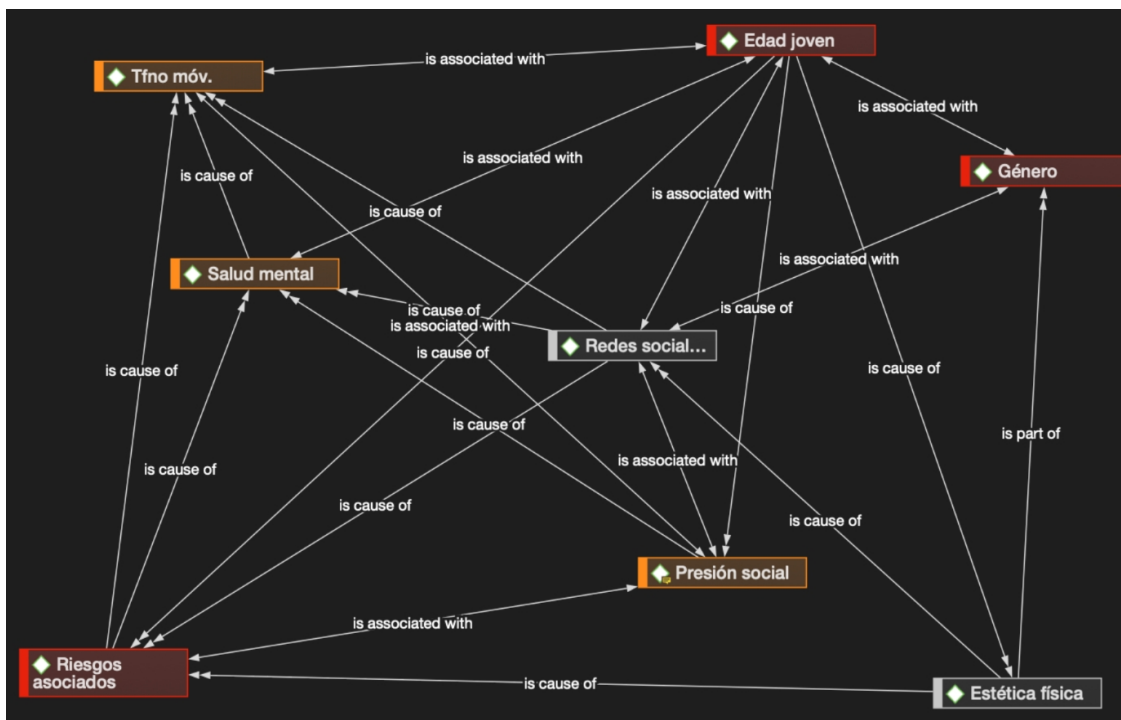 Edad joven
is associated with
Tfno móv.
is associated with
is associated with
Género
is cause of
is associated with
is cause of
is associated with
Salud mental
is cause of
is cause of
is associated with
Redes social...
is cause of
is cause of
is cause of
is cause of
is part of
is associated with
is cause of
is cause of
is cause of
Presión social
is associated with
Riesgos
asociados
is cause of
Estética física